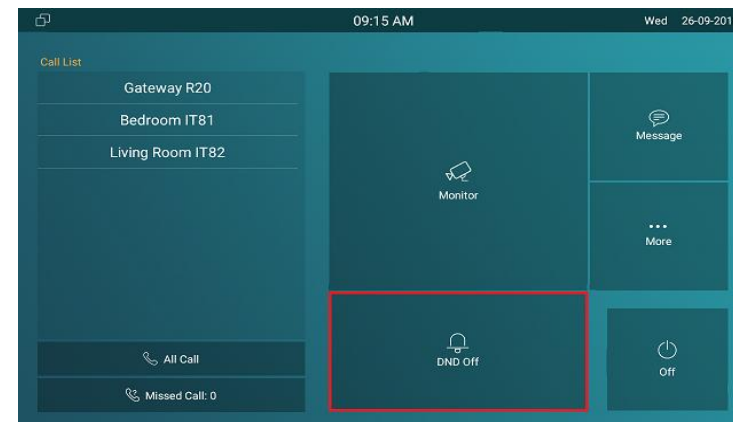 09:15 AM
Wed 26-09-201
Call List
Gateway R20
Bedroom IT81
Living Room IT82
All Call
Missed Call: 0
Monitor
DND Off
Message
More
Off